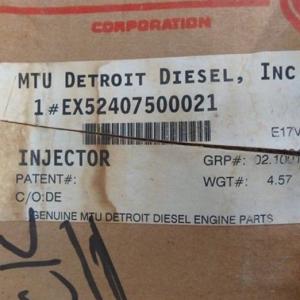 CORPORATION
MTU DETROIT DIESEL, INC
1#EX52407500021
E17V
INJECTOR
GRP#: 02.1001
PATENT#:
WGT#: 4.57
C/O:DE
GENUINE MTU DETROIT DIESEL ENGINE PARTS